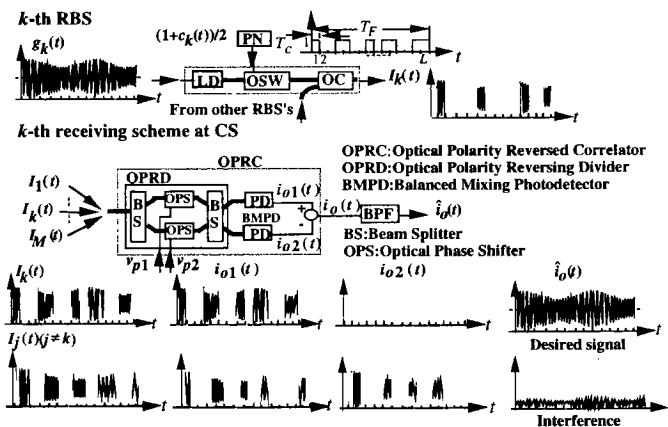 k-th RBS
g_k(t)
(1+c_k(t))/2
PN
T_C
T_F
1 2
L
t
t
LD
OSW
OC
I_k(t)
From other RBS's
t
k-th receiving scheme at CS
OPRC
OPRD
I_1(t)
I_k(t)
I_M(t)
BS
OPS
OPS
BS
PD
BMPD
PD
i_o1(t)
+
-
i_o2(t)
i_o(t)
BPF
î_o(t)
v_p1
v_p2
OPRC:Optical Polarity Reversed Correlator
OPRD:Optical Polarity Reversing Divider
BMPD:Balanced Mixing Photodetector
BS:Beam Splitter
OPS:Optical Phase Shifter
I_k(t)
i_o1(t)
i_o2(t)
î_o(t)
t
t
t
t
Desired signal
I_j(t)(j≠k)
t
t
t
t
Interference